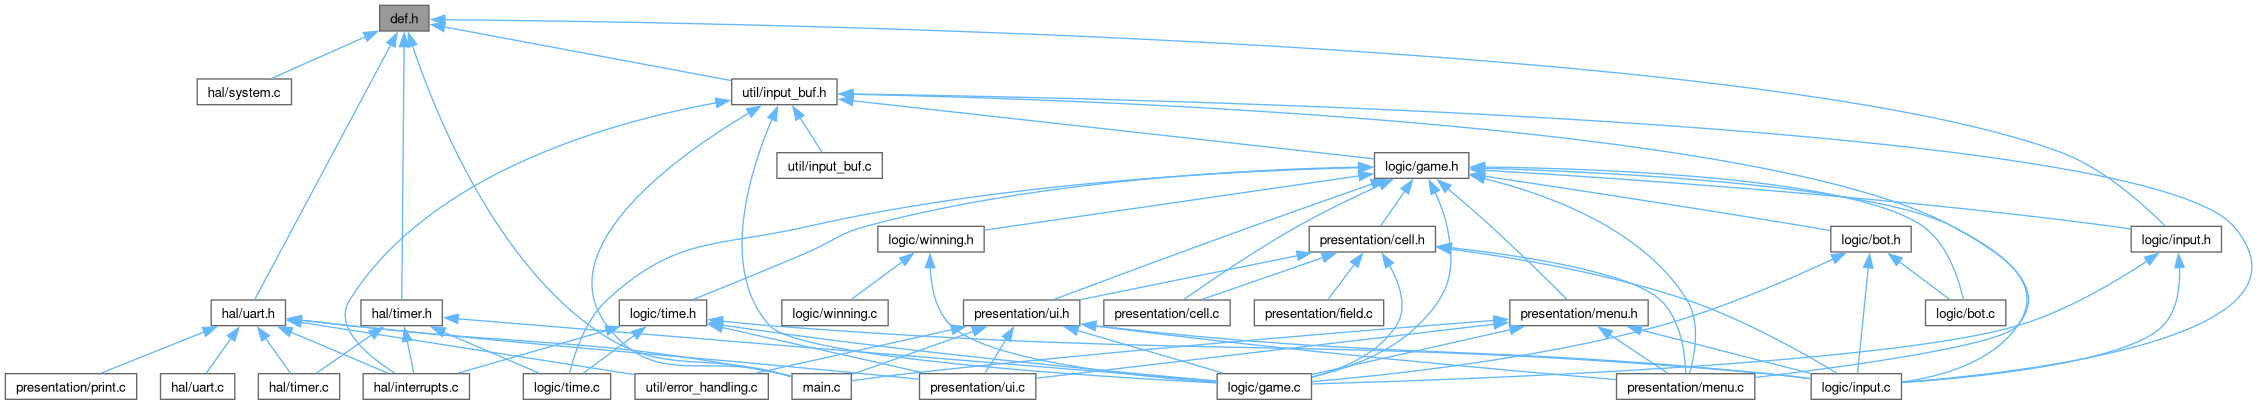 def.h
hal/system.c
util/input_buf.h
util/input_buf.c
logic/game.h
logic/winning.h
presentation/cell.h
logic/bot.h
logic/input.h
hal/uart.h
hal/timer.h
logic/time.h
logic/winning.c
presentation/ui.h
presentation/cell.c
presentation/field.c
presentation/menu.h
logic/bot.c
presentation/print.c
hal/uart.c
hal/timer.c
hal/interrupts.c
logic/time.c
util/error_handling.c
main.c
presentation/ui.c
logic/game.c
presentation/menu.c
logic/input.c